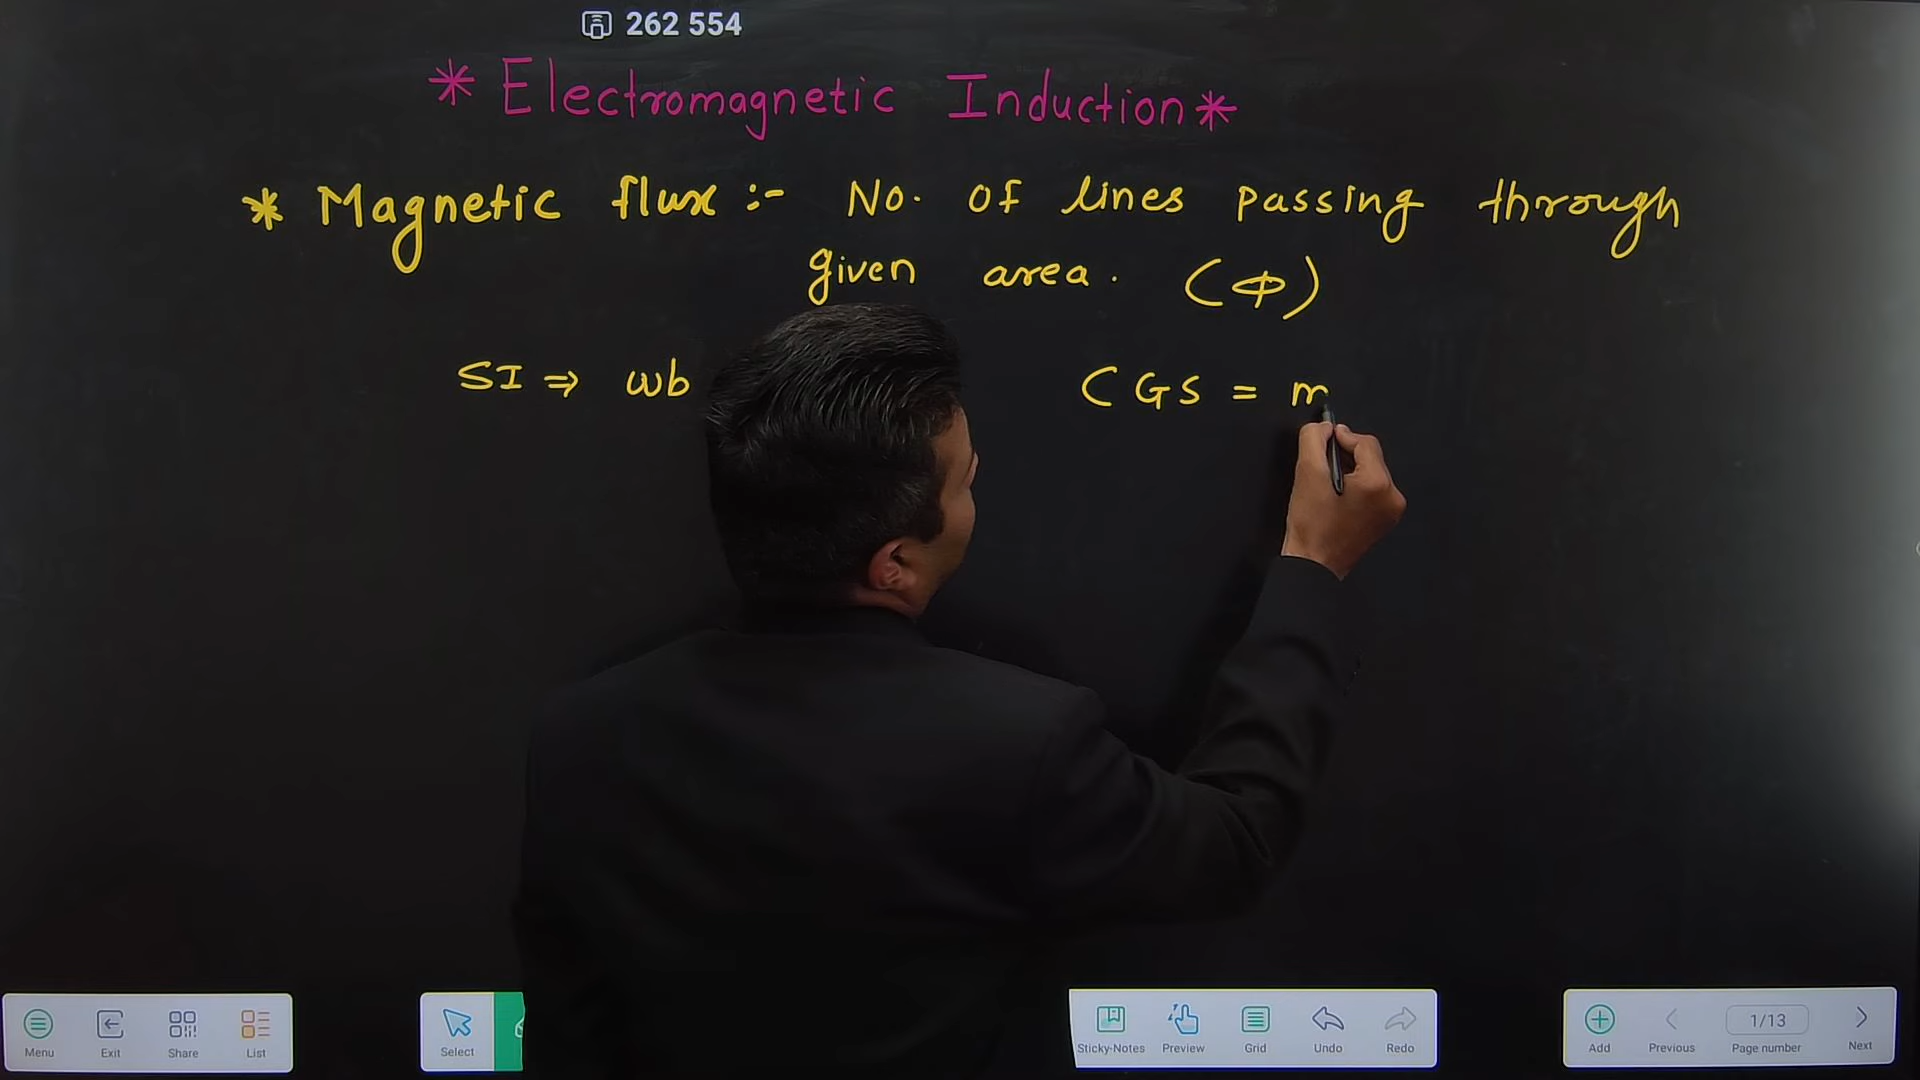 262 554
* Electromagnetic Induction *
* Magnetic flux :- No. of lines passing through
given area. (Φ)
SI ⇒ wb
CGS = m
Menu Exit Share List Select Sticky-Notes Preview Grid Undo Redo Add Previous 1/13 Page number Next